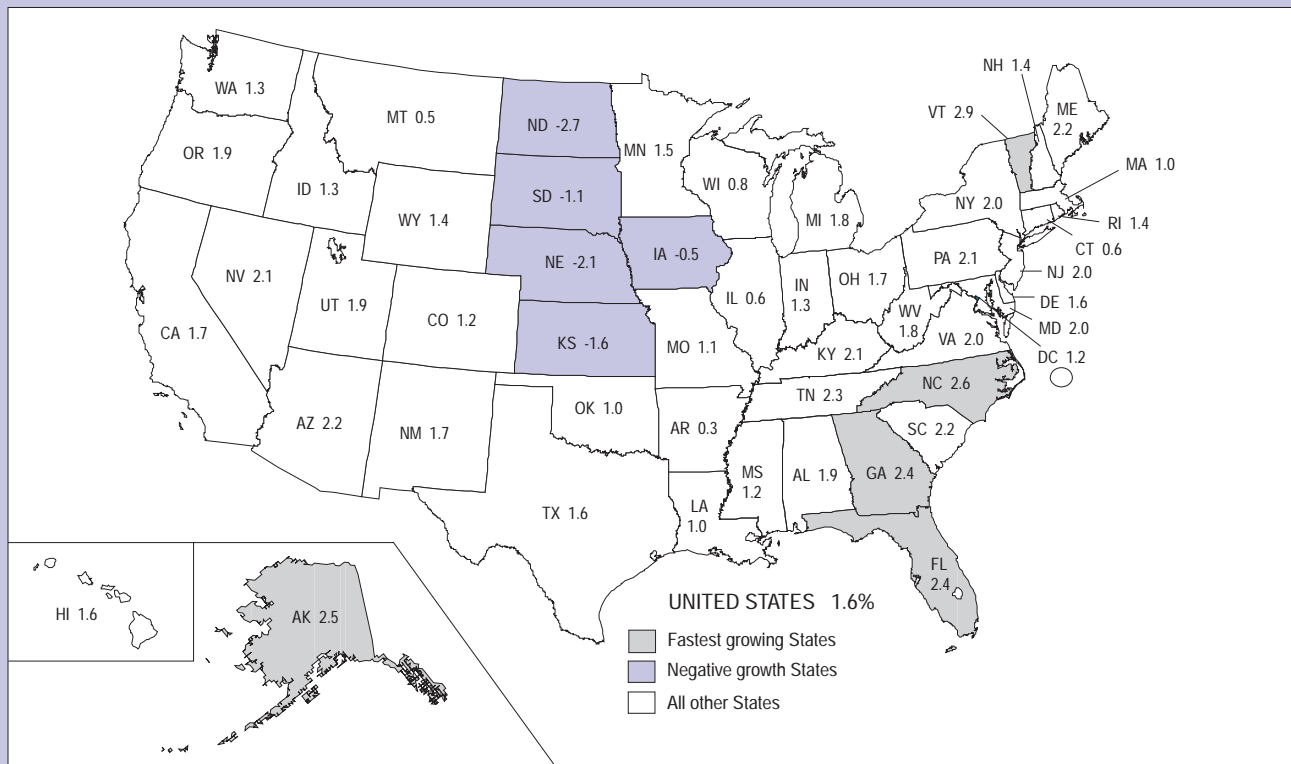 NH 1.4
WA 1.3
VT 2.9
ME
2.2
MT 0.5
ND -2.7
OR 1.9
MN 1.5
MA 1.0
ID 1.3
SD -1.1
WI 0.8
NY 2.0
WY 1.4
MI 1.8
RI 1.4
CT 0.6
NV 2.1
NE -2.1
IA -0.5
PA 2.1
NJ 2.0
UT 1.9
CO 1.2
IL 0.6
IN
1.3
OH 1.7
DE 1.6
WV
1.8
MD 2.0
CA 1.7
KS -1.6
MO 1.1
KY 2.1
VA 2.0
DC 1.2
TN 2.3
NC 2.6
AZ 2.2
NM 1.7
OK 1.0
AR 0.3
SC 2.2
MS
1.2
AL 1.9
GA 2.4
TX 1.6
LA
1.0
FL
2.4
HI 1.6
AK 2.5
UNITED STATES 1.6%
Fastest growing States
Negative growth States
All other States